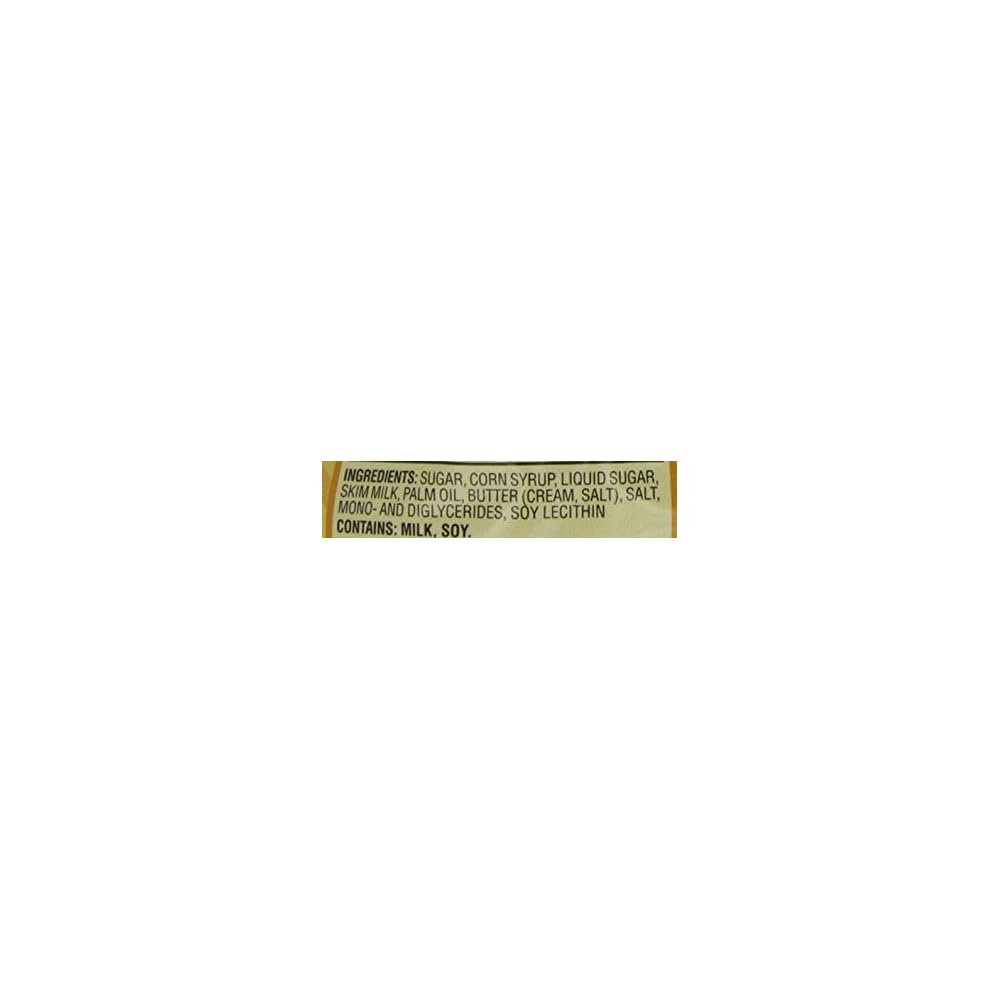 INGREDIENTS: SUGAR, CORN SYRUP, LIQUID SUGAR,
SKIM MILK, PALM OIL, BUTTER (CREAM, SALT), SALT,
MONO- AND DIGLYCERIDES, SOY LECITHIN
CONTAINS: MILK, SOY.